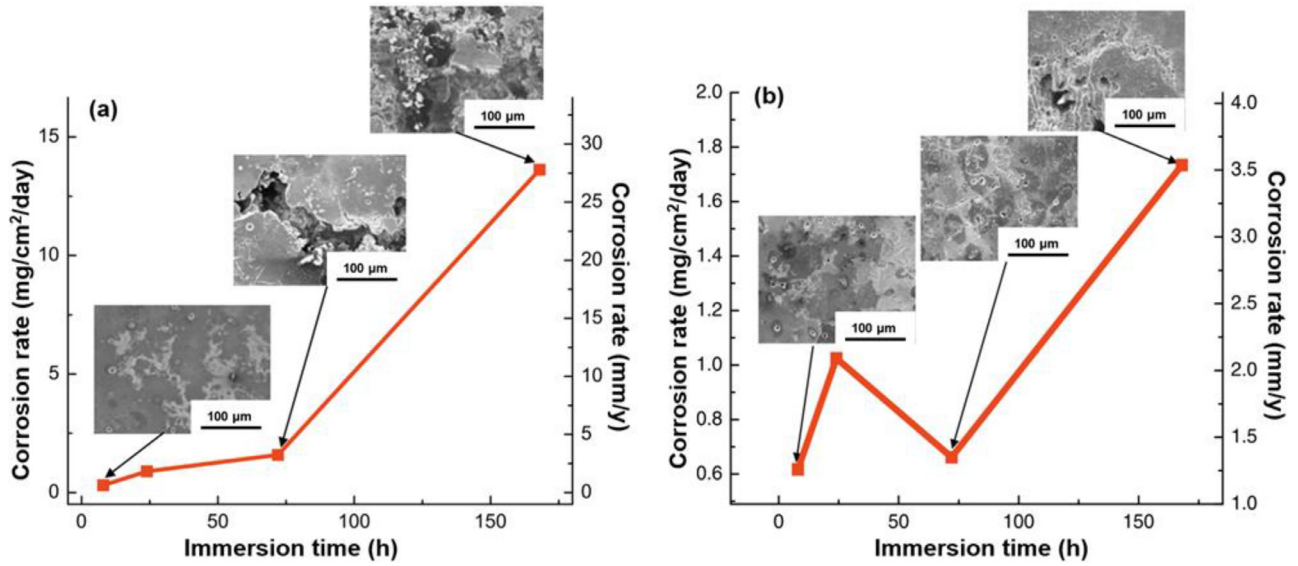 (a)
Corrosion rate (mg/cm²/day)
15
10
5
0
0
50
100
150
Immersion time (h)
30
25
20
15
10
5
0
Corrosion rate (mm/y)
100 µm
100 µm
100 µm
(b)
Corrosion rate (mg/cm²/day)
2.0
1.8
1.6
1.4
1.2
1.0
0.8
0.6
0
50
100
150
Immersion time (h)
4.0
3.5
3.0
2.5
2.0
1.5
1.0
Corrosion rate (mm/y)
100 µm
100 µm
100 µm